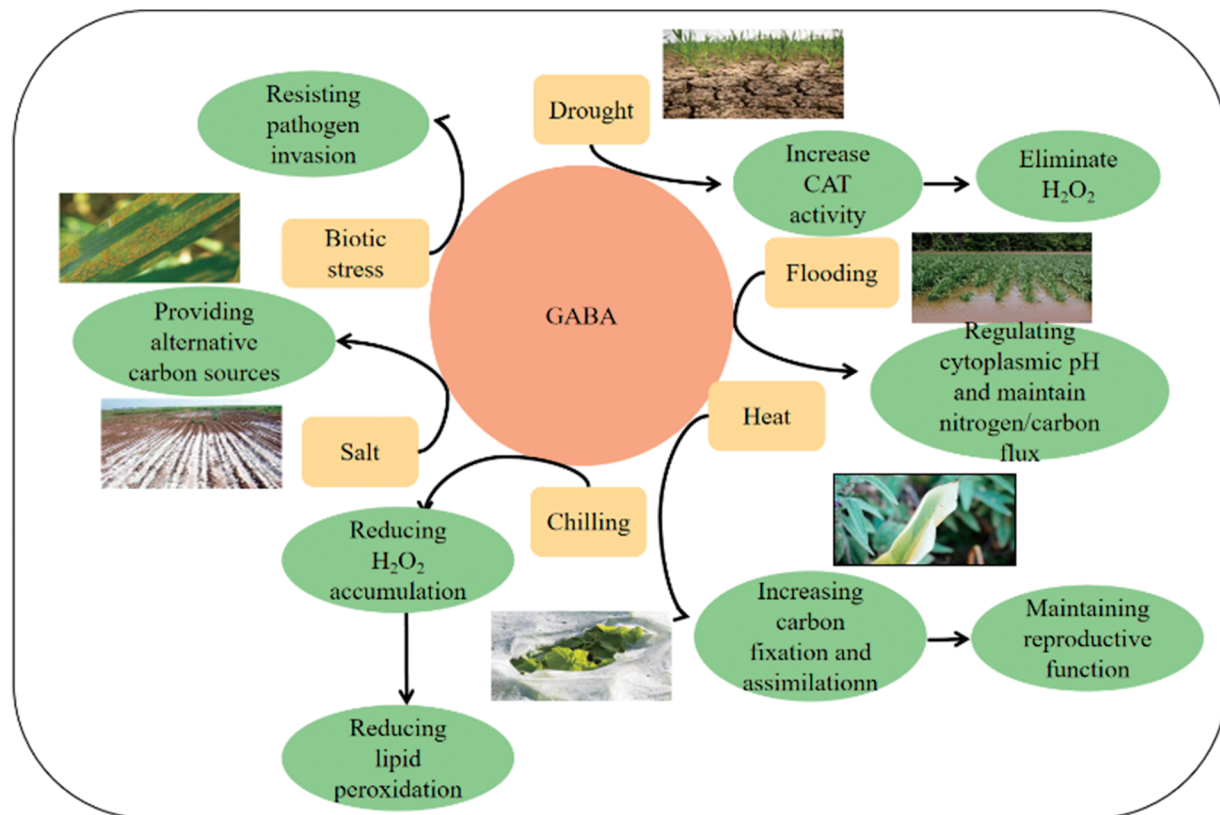 Resisting
pathogen
invasion
Drought
Increase
CAT
activity
Eliminate
H₂O₂
Biotic
stress
Flooding
Providing
alternative
carbon sources
GABA
Regulating
cytoplasmic pH
and maintain
nitrogen/carbon
flux
Salt
Heat
Chilling
Reducing
H₂O₂
accumulation
Increasing
carbon
fixation and
assimilationn
Maintaining
reproductive
function
Reducing
lipid
peroxidation